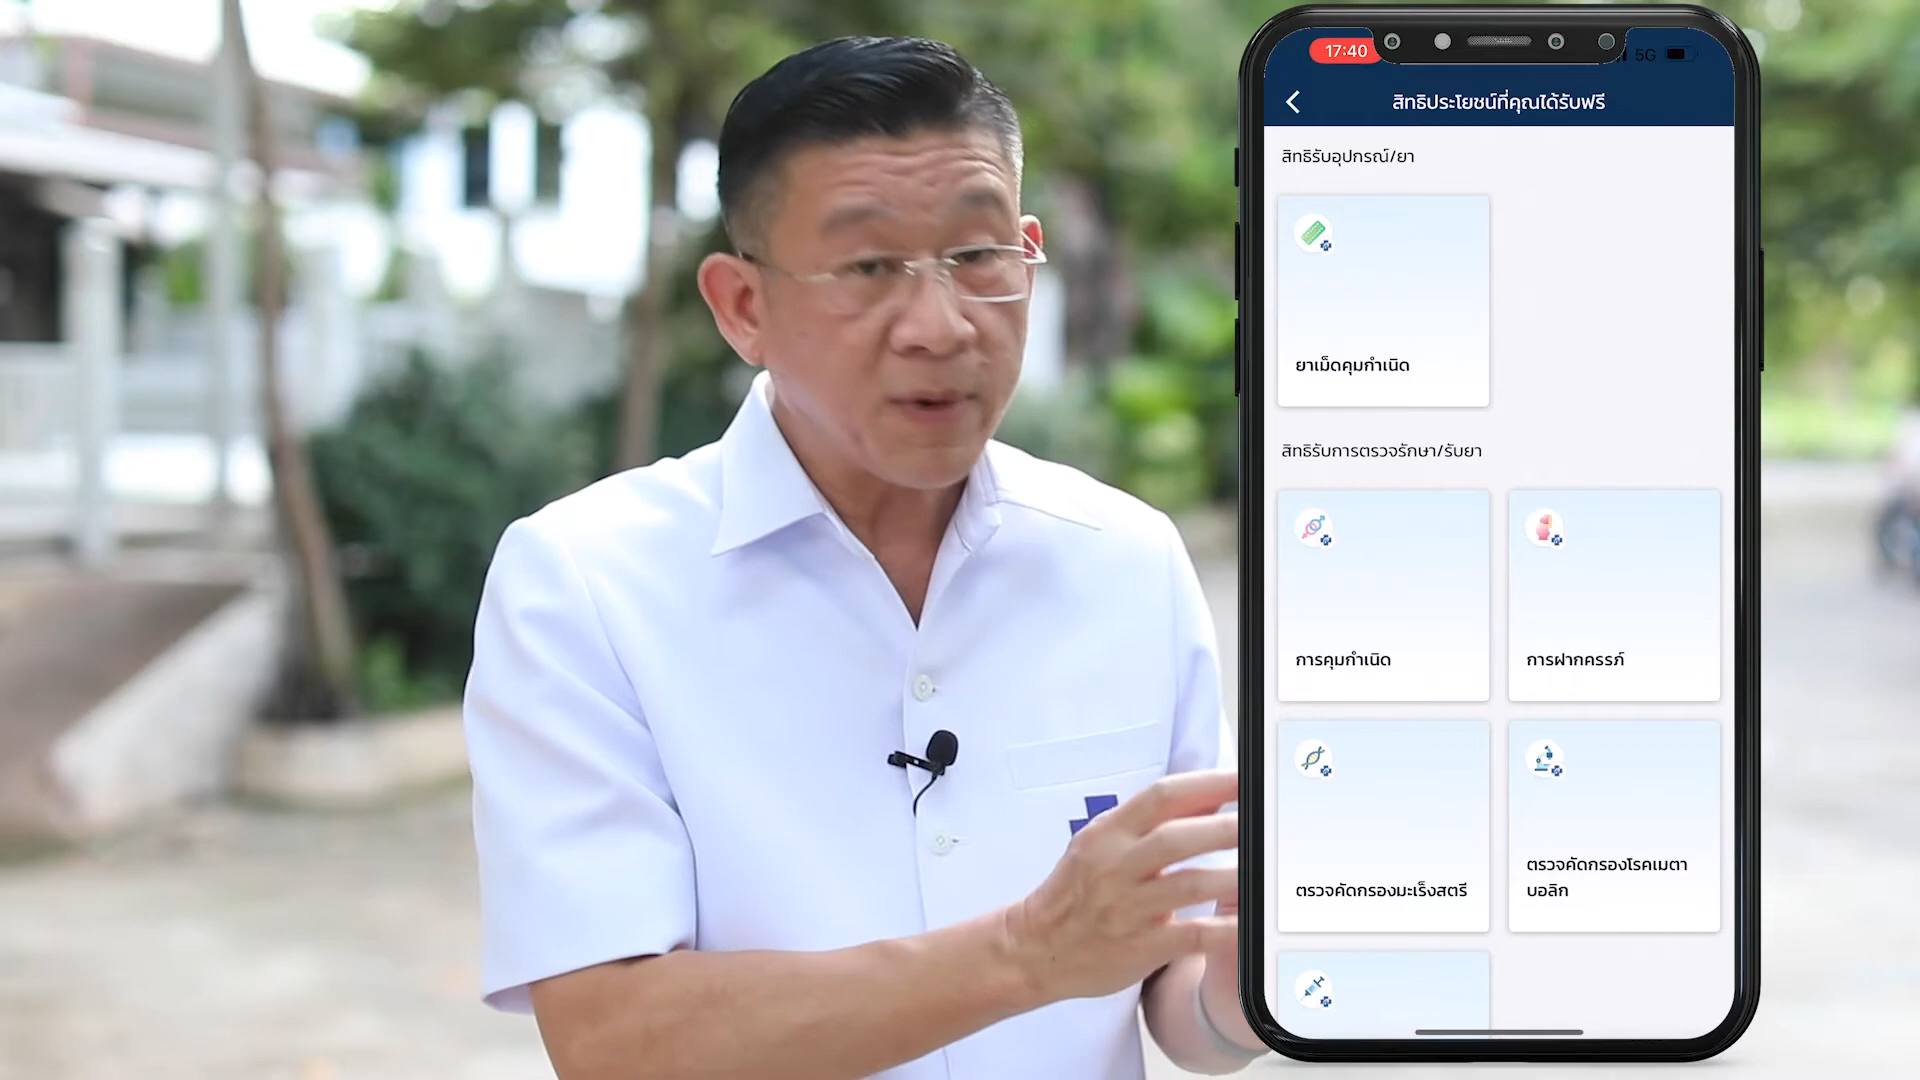 17:40
5G
สิทธิประโยชน์ที่คุณได้รับฟรี
สิทธิรับอุปกรณ์/ยา
ยาเม็ดคุมกำเนิด
สิทธิรับการตรวจรักษา/รับยา
การคุมกำเนิด
การฝากครรภ์
ตรวจคัดกรองมะเร็งสตรี
ตรวจคัดกรองโรคเมตา
บอลิก